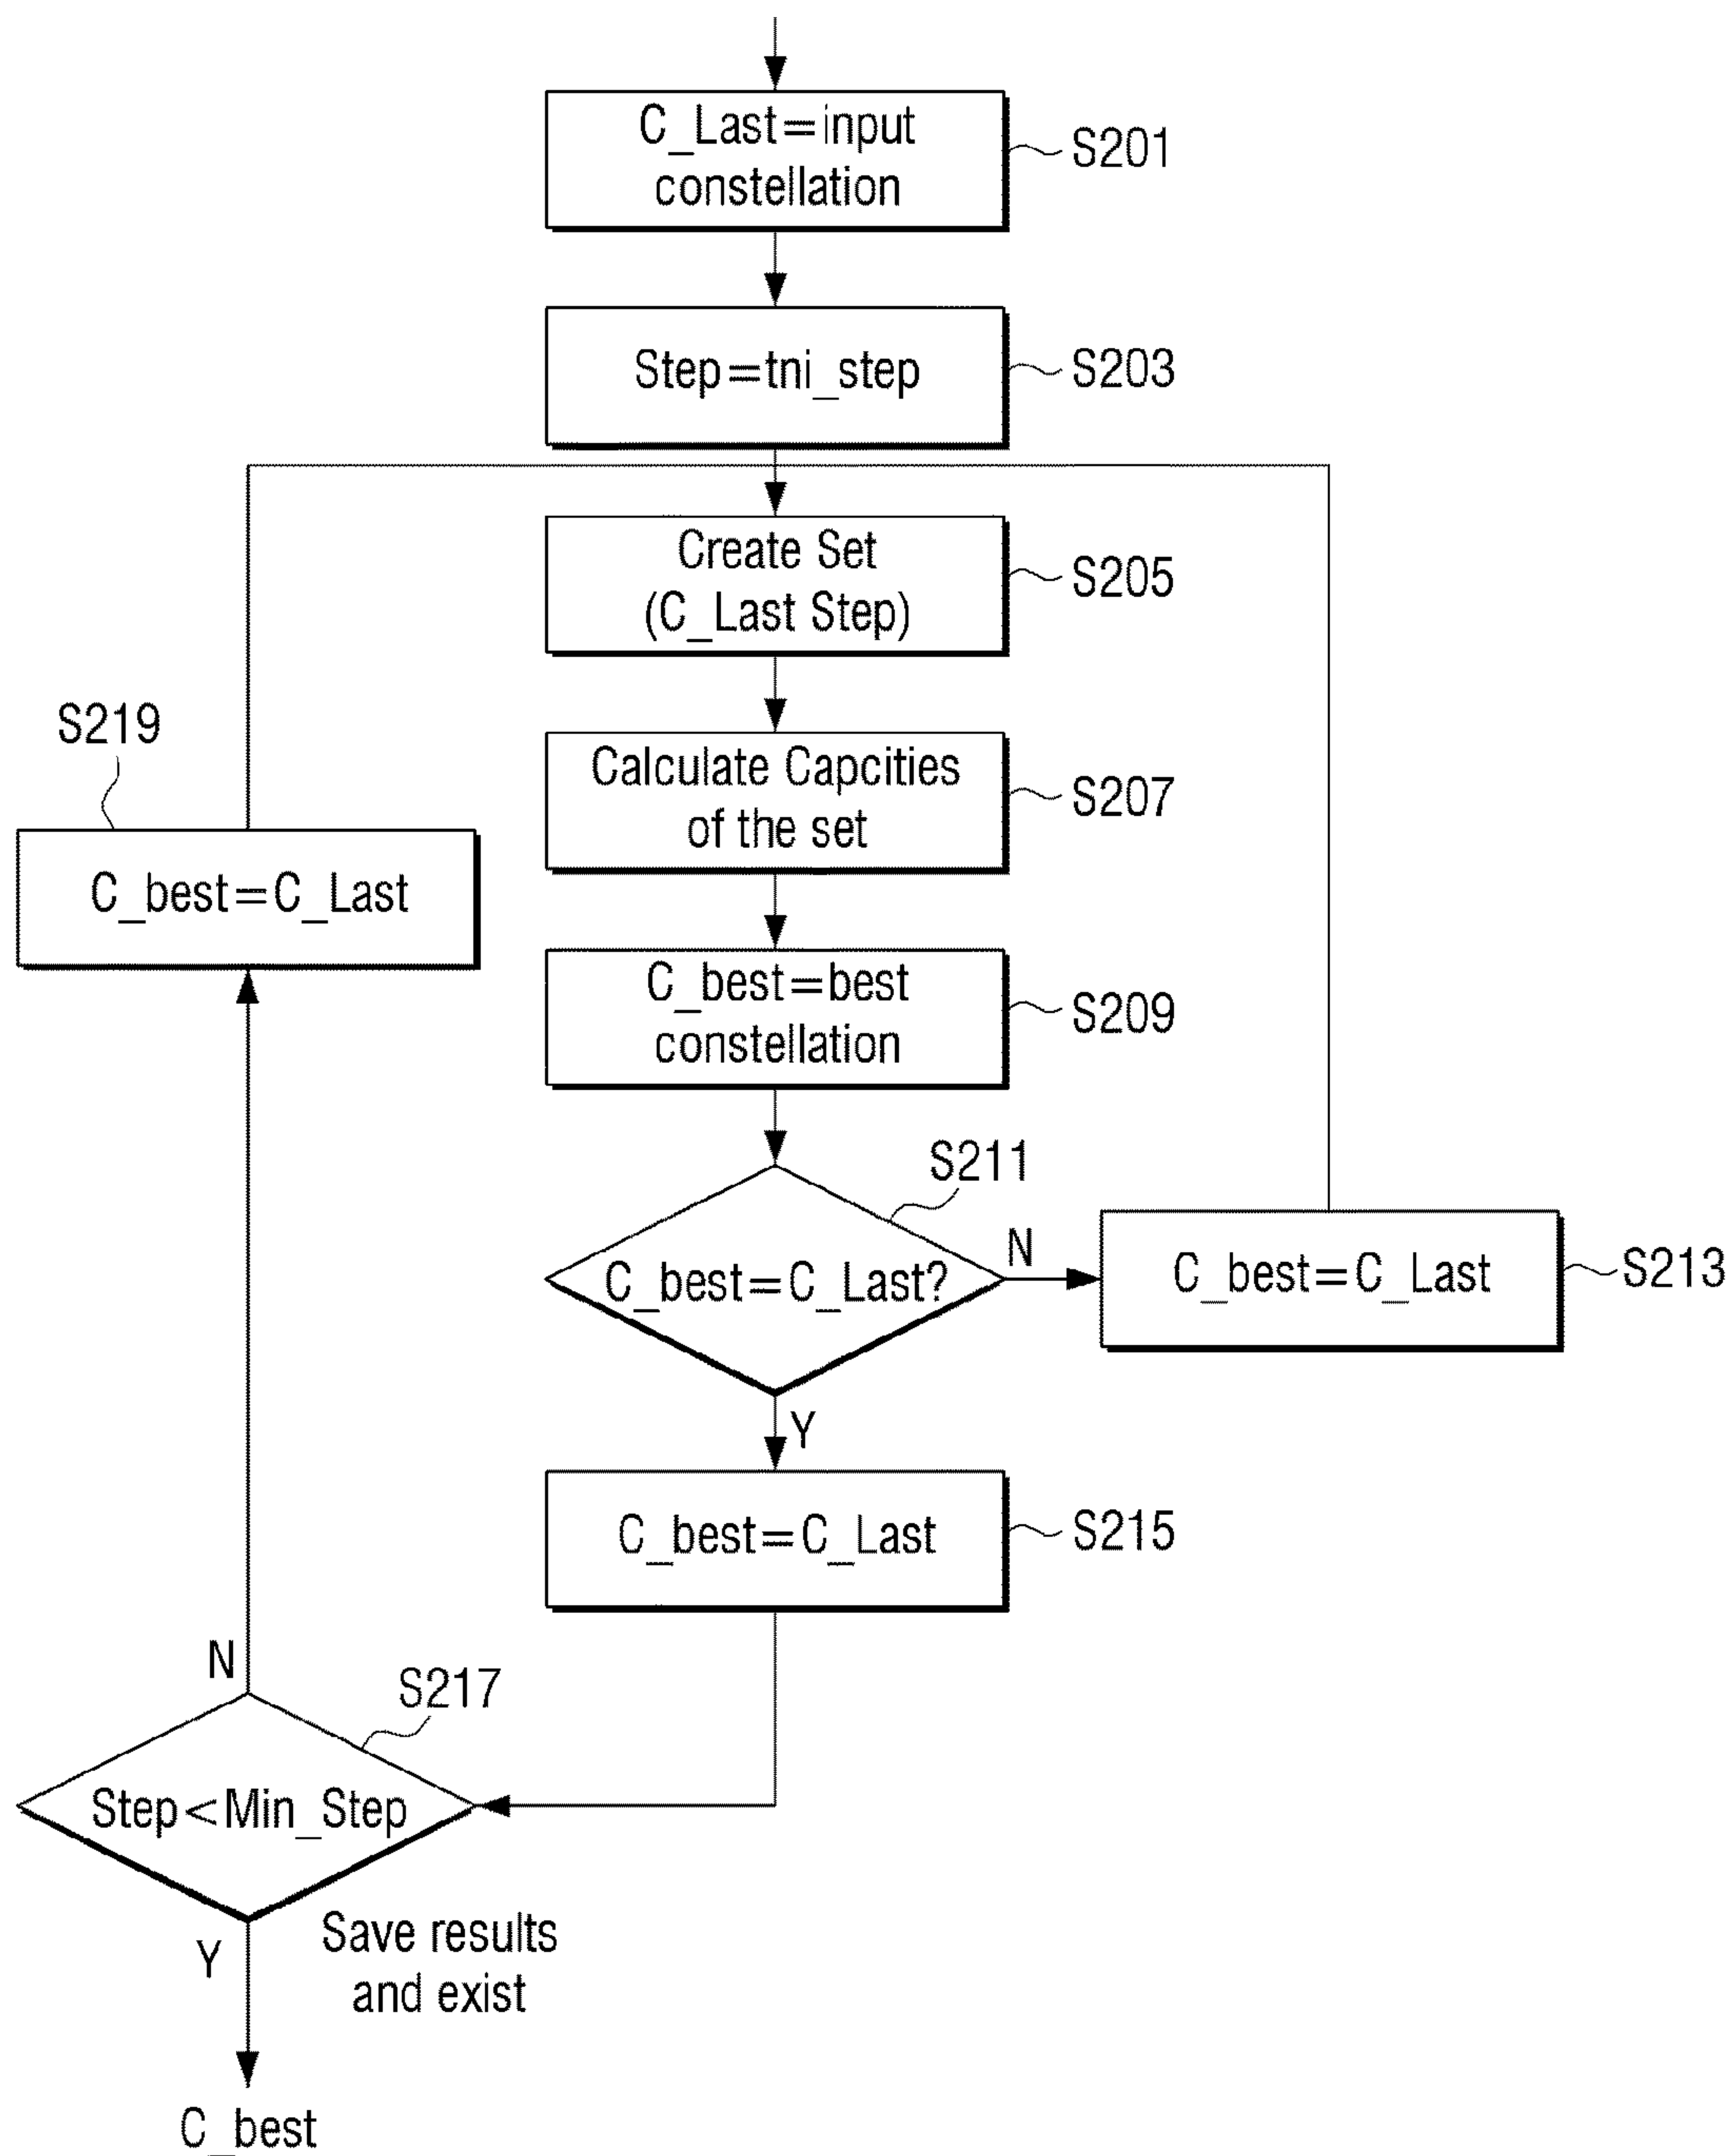 C_Last=input
constellation
S201
Step=tni_step
S203
Create Set
(C_Last Step)
S205
S219
Calculate Capcities
of the set
S207
C_best=C_Last
C_best=best
constellation
S209
S211
C_best=C_Last?
N
C_best=C_Last
S213
Y
C_best=C_Last
S215
N
S217
Step<Min_Step
Y
Save results
and exist
C_best